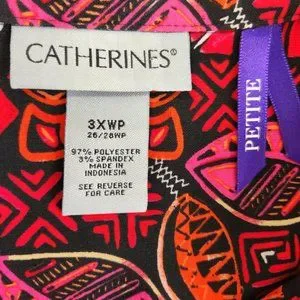 CATHERINES®
3XWP
26/28WP
97% POLYESTER
3% SPANDEX
MADE IN
INDONESIA
SEE REVERSE
FOR CARE
PETITE